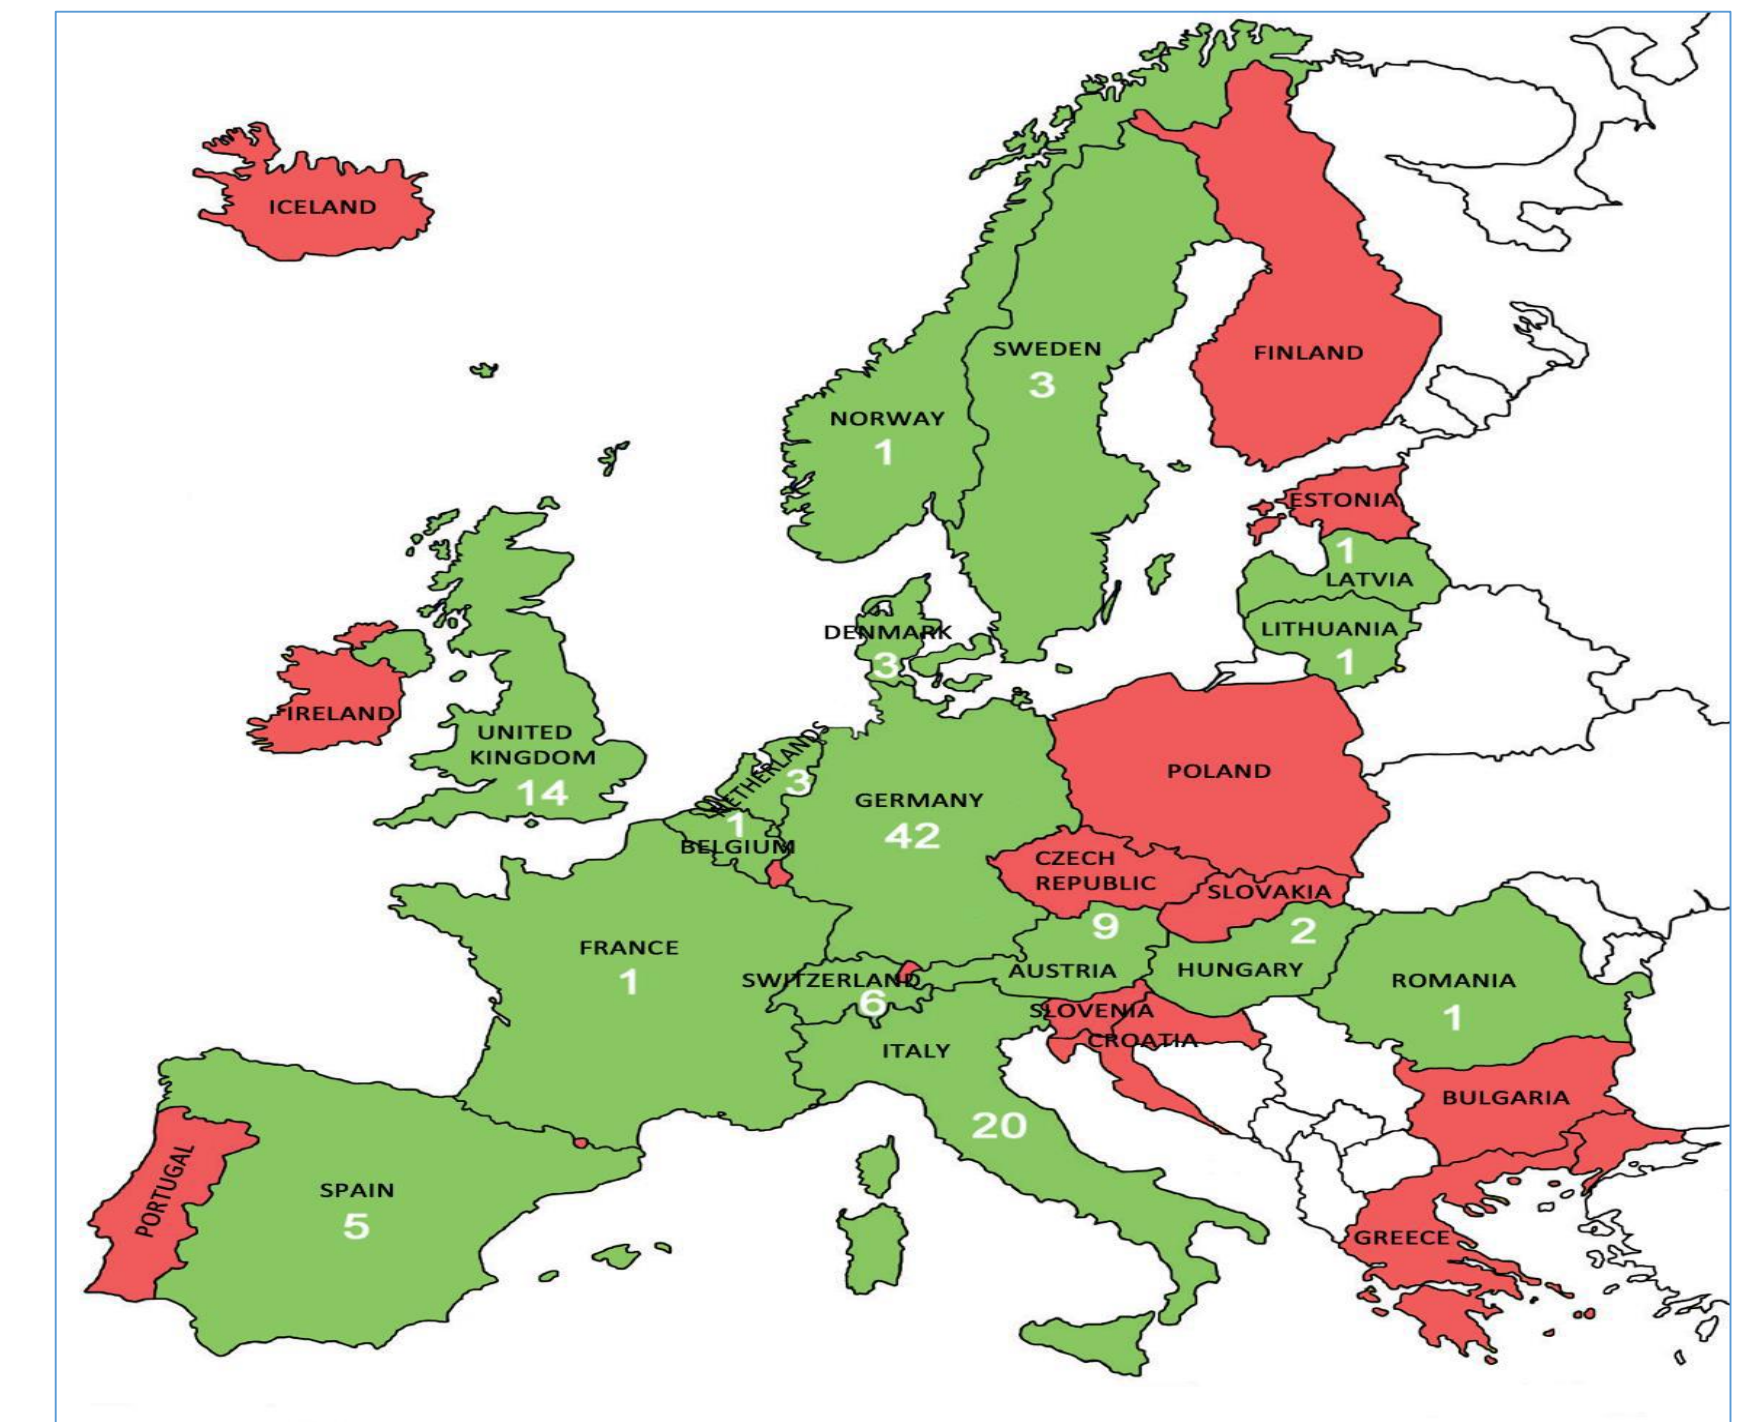 ICELAND
SWEDEN
3
FINLAND
NORWAY
1
ESTONIA
1
LATVIA
LITHUANIA
1
DENMARK
3
IRELAND
UNITED
KINGDOM
14
NETHERLANDS
3
1
BELGIUM
GERMANY
42
POLAND
CZECH
REPUBLIC
SLOVAKIA
9
AUSTRIA
2
HUNGARY
FRANCE
1
SWITZERLAND
6
ROMANIA
1
SLOVENIA
CROATIA
ITALY
20
BULGARIA
PORTUGAL
SPAIN
5
GREECE